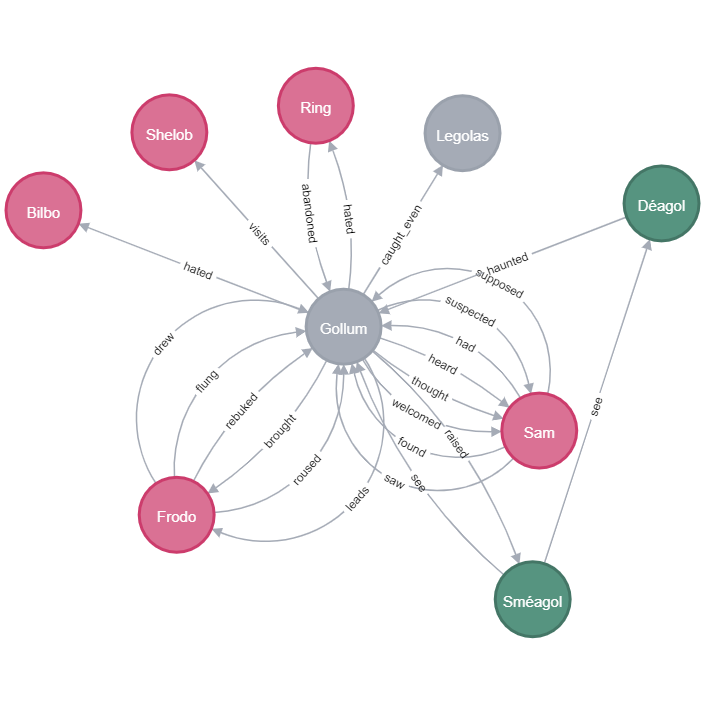 Ring
Shelob
Legolas
Déagol
Bilbo
abandoned
hated
caught_even
visits
hated
haunted
supposed
suspected
Gollum
drew
had
heard
flung
thought
rebuked
welcomed
brought
raised
Sam
found
roused
saw
see
leads
see
Frodo
Sméagol